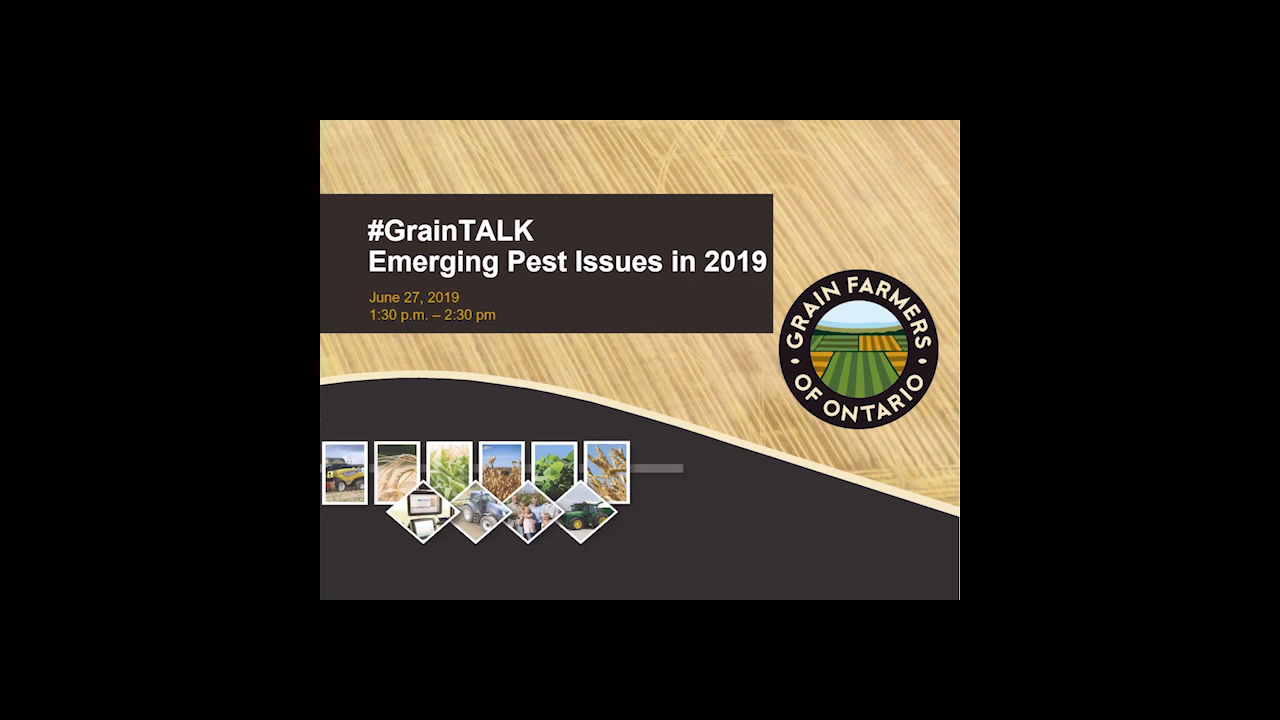 #GrainTALK
Emerging Pest Issues in 2019
June 27, 2019
1:30 p.m. – 2:30 pm
GRAIN FARMERS
• OF ONTARIO •